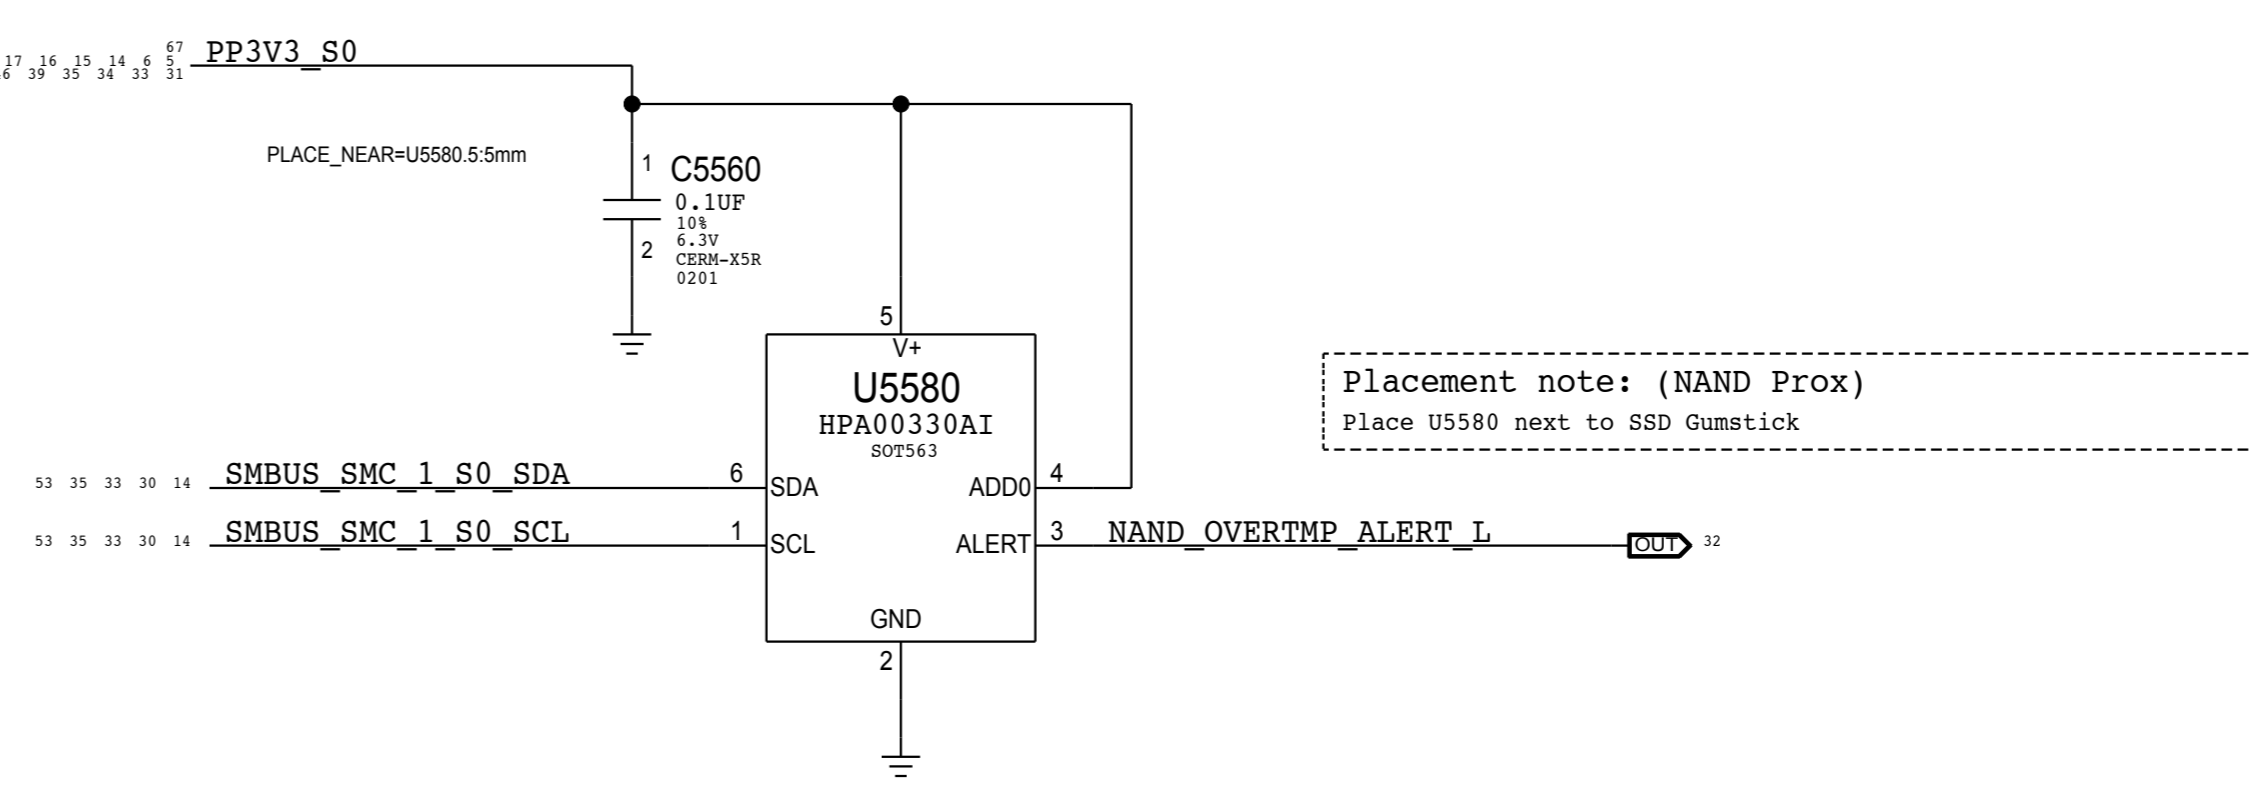 67
PP3V3_S0
17 16 15 14 6 5
6 39 35 34 33 31
PLACE_NEAR=U5580.5:5mm
1
C5560
0.1UF
10%
6.3V
CERM-X5R
0201
2
5
V+
U5580
HPA00330AI
SOT563
Placement note: (NAND Prox)
Place U5580 next to SSD Gumstick
53 35 33 30 14 SMBUS_SMC_1_S0_SDA 6 SDA ADD0 4
53 35 33 30 14 SMBUS_SMC_1_S0_SCL 1 SCL ALERT 3 NAND_OVERTMP_ALERT_L OUT 32
GND
2